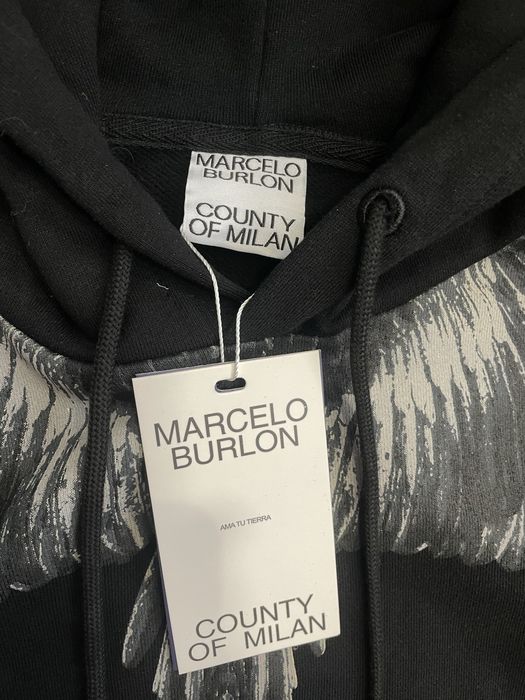 MARCELO
BURLON
COUNTY
OF MILAN
MARCELO
BURLON
AMA TU TIERRA
COUNTY
OF MILAN